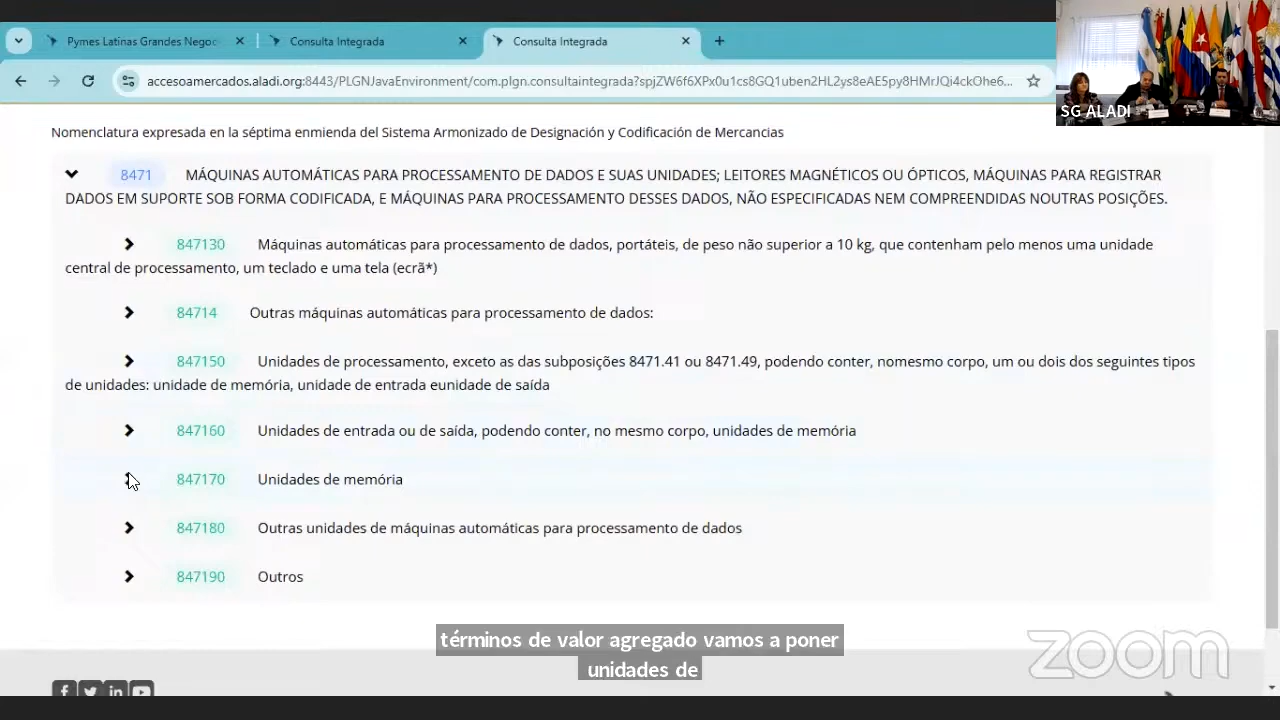 Pymes Latinas Grandes Nego
Consulta Integrada
Consulta Integrada
accesoamercados.aladi.org:8443/PLGNJavaEnvironment/com.plgn.consultaintegrada?spjZW6f6XPx0u1cs8GQ1uben2HL2ys8eAE5py8HMrJQi4ckOhe6...
SG ALADI
Nomenclatura expresada en la séptima enmienda del Sistema Armonizado de Designación y Codificación de Mercancias
8471 MÁQUINAS AUTOMÁTICAS PARA PROCESSAMENTO DE DADOS E SUAS UNIDADES; LEITORES MAGNÉTICOS OU ÓPTICOS, MÁQUINAS PARA REGISTRAR
DADOS EM SUPORTE SOB FORMA CODIFICADA, E MÁQUINAS PARA PROCESSAMENTO DESSES DADOS, NÃO ESPECIFICADAS NEM COMPREENDIDAS NOUTRAS POSIÇÕES.
847130 Máquinas automáticas para processamento de dados, portáteis, de peso não superior a 10 kg, que contenham pelo menos uma unidade
central de processamento, um teclado e uma tela (ecrã*)
84714 Outras máquinas automáticas para processamento de dados:
847150 Unidades de processamento, exceto as das subposições 8471.41 ou 8471.49, podendo conter, nomesmo corpo, um ou dois dos seguintes tipos
de unidades: unidade de memória, unidade de entrada eunidade de saída
847160 Unidades de entrada ou de saída, podendo conter, no mesmo corpo, unidades de memória
847170 Unidades de memória
847180 Outras unidades de máquinas automáticas para processamento de dados
847190 Outros
términos de valor agregado vamos a poner
unidades de
zoom